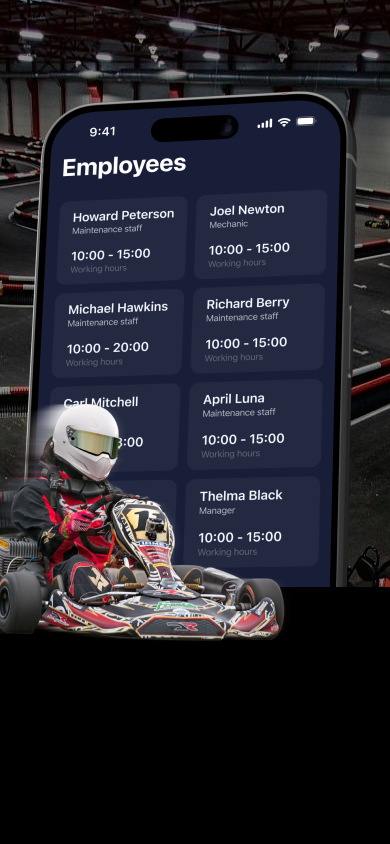 9:41
Employees
Howard Peterson
Maintenance staff
10:00 - 15:00
Working hours
Joel Newton
Mechanic
10:00 - 15:00
Working hours
Michael Hawkins
Maintenance staff
10:00 - 20:00
Working hours
Richard Berry
Maintenance staff
10:00 - 15:00
Working hours
Carl Mitchell
:00
April Luna
Maintenance staff
10:00 - 15:00
Working hours
Thelma Black
Manager
10:00 - 15:00
Working hours